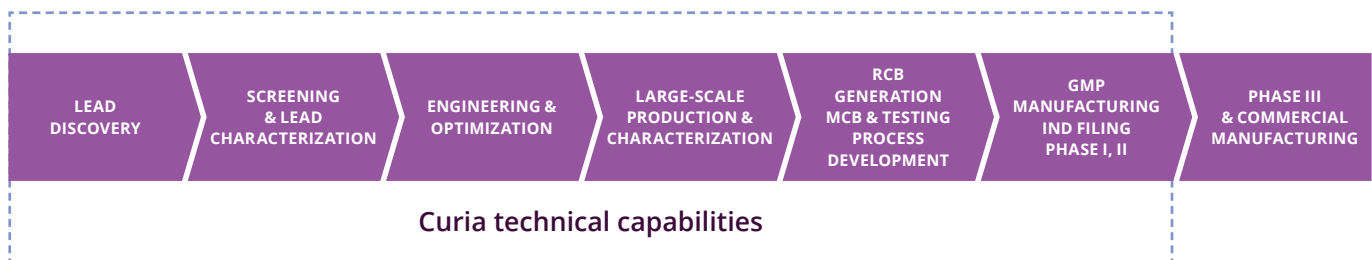 LEAD
DISCOVERY
SCREENING
& LEAD
CHARACTERIZATION
ENGINEERING &
OPTIMIZATION
LARGE-SCALE
PRODUCTION &
CHARACTERIZATION
RCB
GENERATION
MCB & TESTING
PROCESS
DEVELOPMENT
GMP
MANUFACTURING
IND FILING
PHASE I, II
PHASE III
& COMMERCIAL
MANUFACTURING
Curia technical capabilities